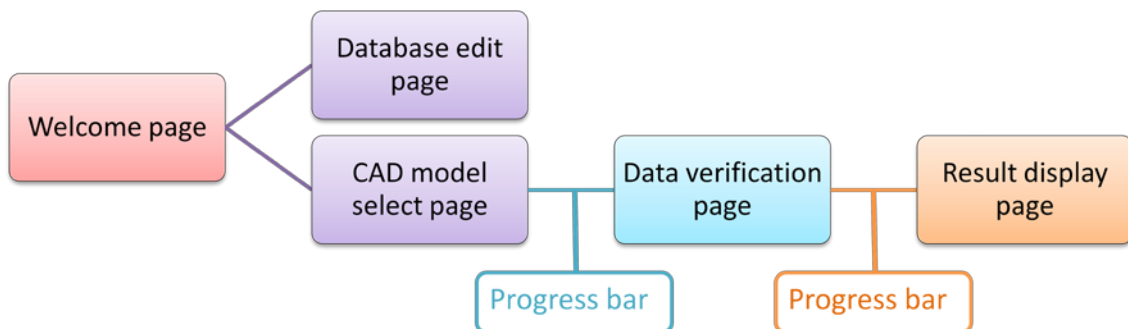 Database edit
page
Welcome page
CAD model
select page
Data verification
page
Result display
page
Progress bar
Progress bar